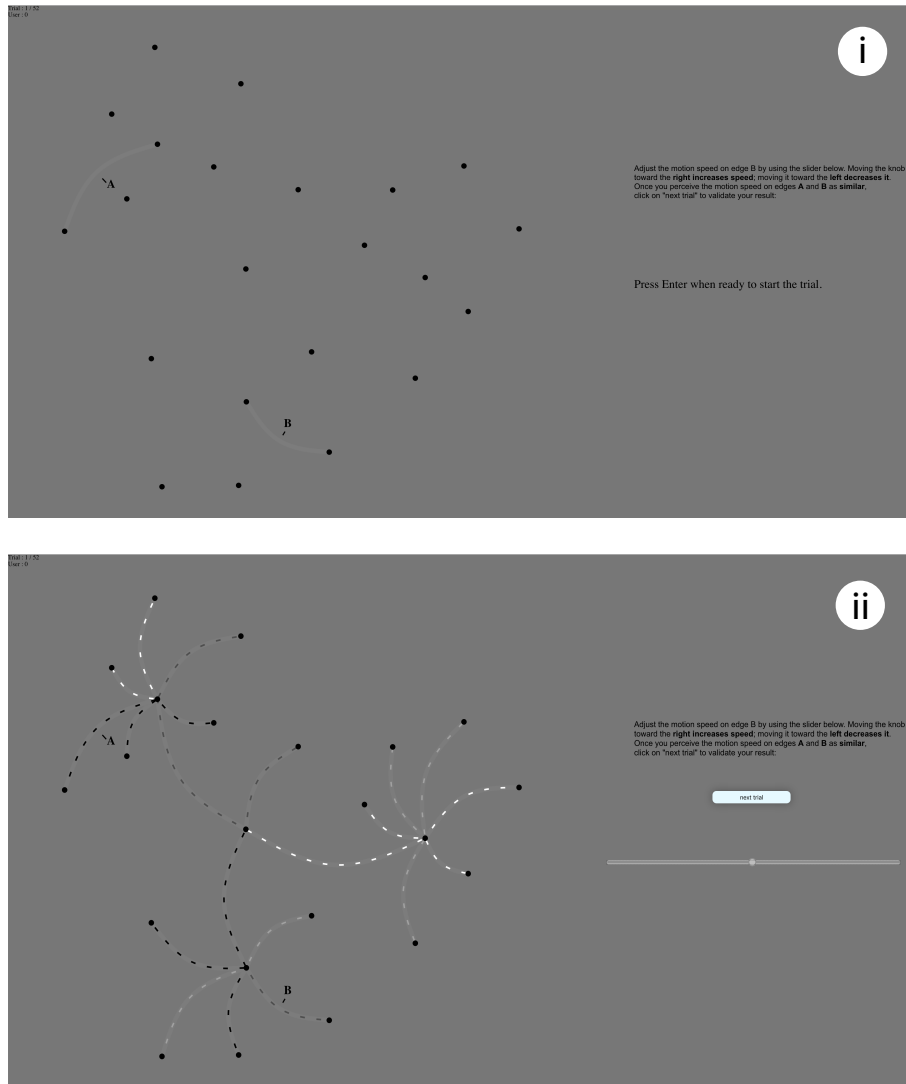 Trial : 1 / 52
User : 0
i
A
Adjust the motion speed on edge B by using the slider below. Moving the knob
toward the right increases speed; moving it toward the left decreases it.
Once you perceive the motion speed on edges A and B as similar,
click on "next trial" to validate your result:
Press Enter when ready to start the trial.
B
Trial : 1 / 52
User : 0
ii
Adjust the motion speed on edge B by using the slider below. Moving the knob
toward the right increases speed; moving it toward the left decreases it.
A
Once you perceive the motion speed on edges A and B as similar,
click on "next trial" to validate your result:
next trial
B